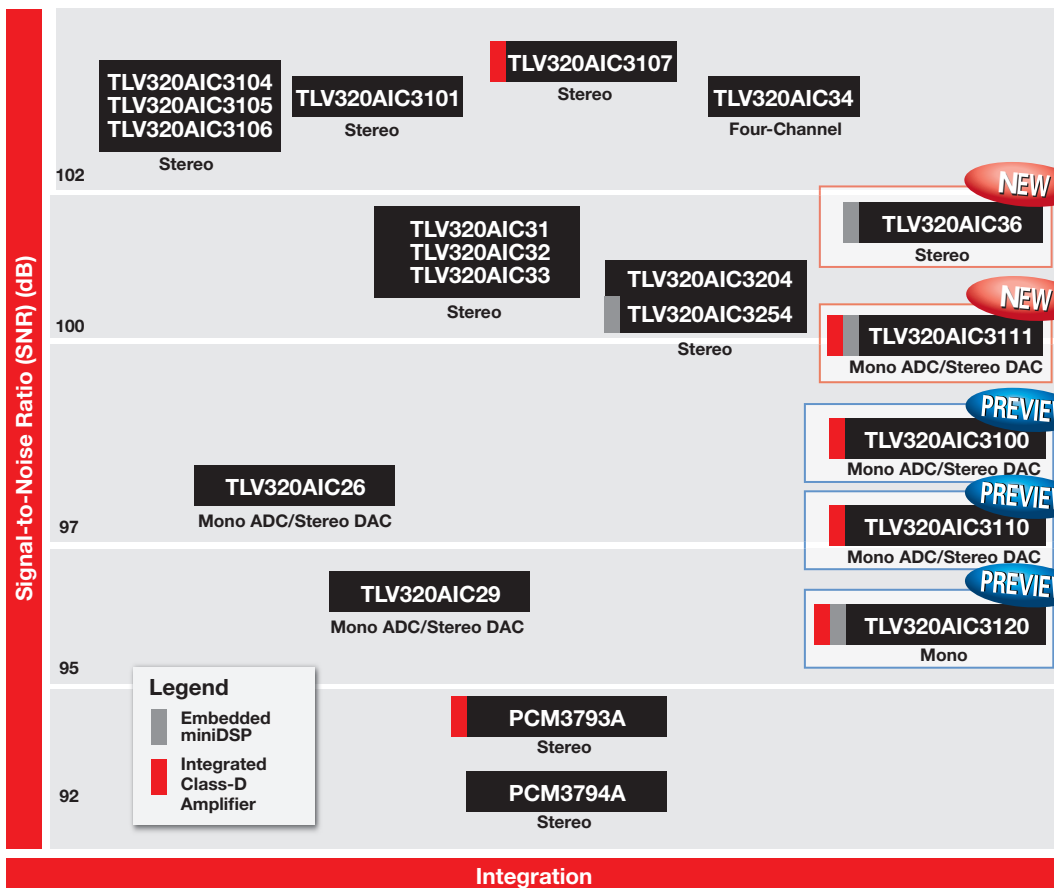 Signal-to-Noise Ratio (SNR) (dB)
TLV320AIC3104
TLV320AIC3105
TLV320AIC3106
Stereo
TLV320AIC3101
Stereo
TLV320AIC3107
Stereo
TLV320AIC34
Four-Channel
102
NEW
TLV320AIC36
Stereo
TLV320AIC31
TLV320AIC32
TLV320AIC33
Stereo
TLV320AIC3204
TLV320AIC3254
Stereo
100
NEW
TLV320AIC3111
Mono ADC/Stereo DAC
PREVIEW
TLV320AIC3100
Mono ADC/Stereo DAC
TLV320AIC26
Mono ADC/Stereo DAC
97
PREVIEW
TLV320AIC3110
Mono ADC/Stereo DAC
TLV320AIC29
Mono ADC/Stereo DAC
PREVIEW
TLV320AIC3120
Mono
95
Legend
Embedded
miniDSP
Integrated
Class-D
Amplifier
PCM3793A
Stereo
92
PCM3794A
Stereo
Integration